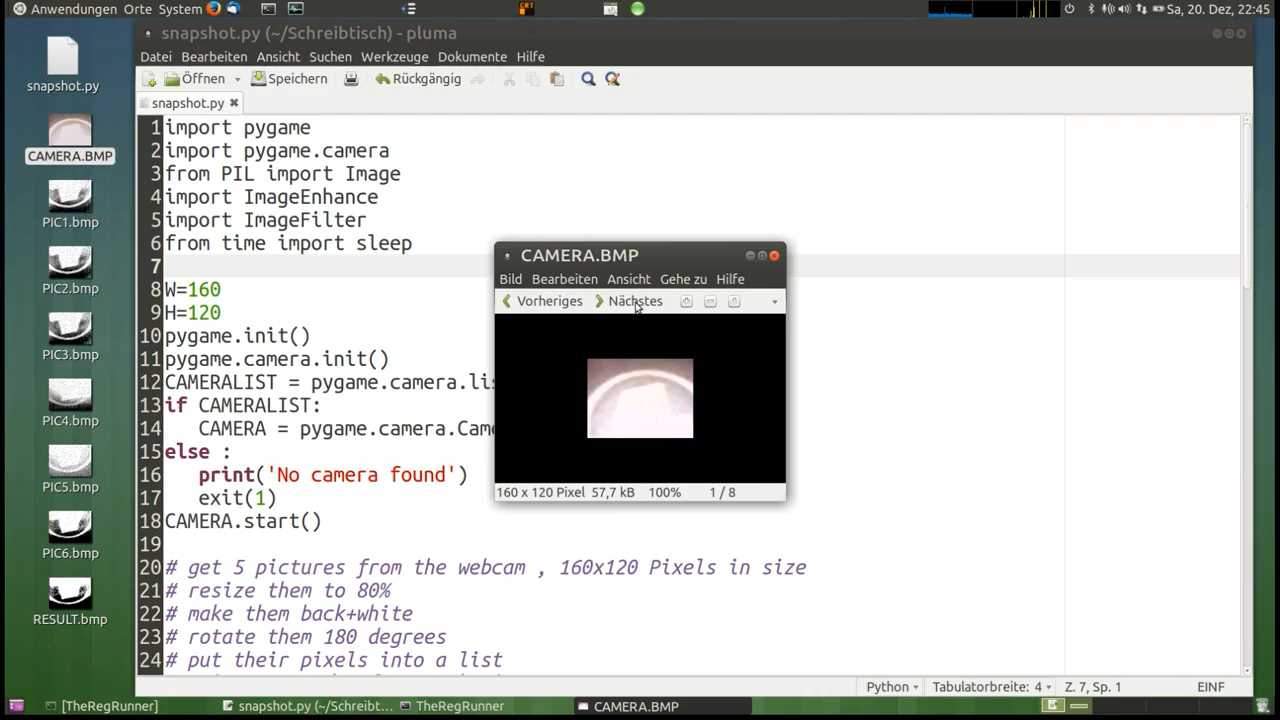 Anwendungen Orte System
Sa, 20. Dez, 22:45
snapshot.py (~/Schreibtisch) - pluma
Datei Bearbeiten Ansicht Suchen Werkzeuge Dokumente Hilfe
Öffnen Speichern Rückgängig
snapshot.py
snapshot.py
CAMERA.BMP
PIC1.bmp
PIC2.bmp
PIC3.bmp
PIC4.bmp
PIC5.bmp
PIC6.bmp
RESULT.bmp
1 import pygame
2 import pygame.camera
3 from PIL import Image
4 import ImageEnhance
5 import ImageFilter
6 from time import sleep
7
8 W=160
9 H=120
10 pygame.init()
11 pygame.camera.init()
12 CAMERALIST = pygame.camera.lis
13 if CAMERALIST:
14 CAMERA = pygame.camera.Came
15 else :
16 print('No camera found')
17 exit(1)
18 CAMERA.start()
19
20 # get 5 pictures from the webcam , 160x120 Pixels in size
21 # resize them to 80%
22 # make them back+white
23 # rotate them 180 degrees
24 # put their pixels into a list
CAMERA.BMP
Bild Bearbeiten Ansicht Gehe zu Hilfe
Vorheriges Nächstes
160 x 120 Pixel 57,7 kB 100% 1 / 8
Python Tabulatorbreite: 4 Z. 7, Sp. 1 EINF
[TheRegRunner] snapshot.py (~/Schreibt... TheRegRunner CAMERA.BMP